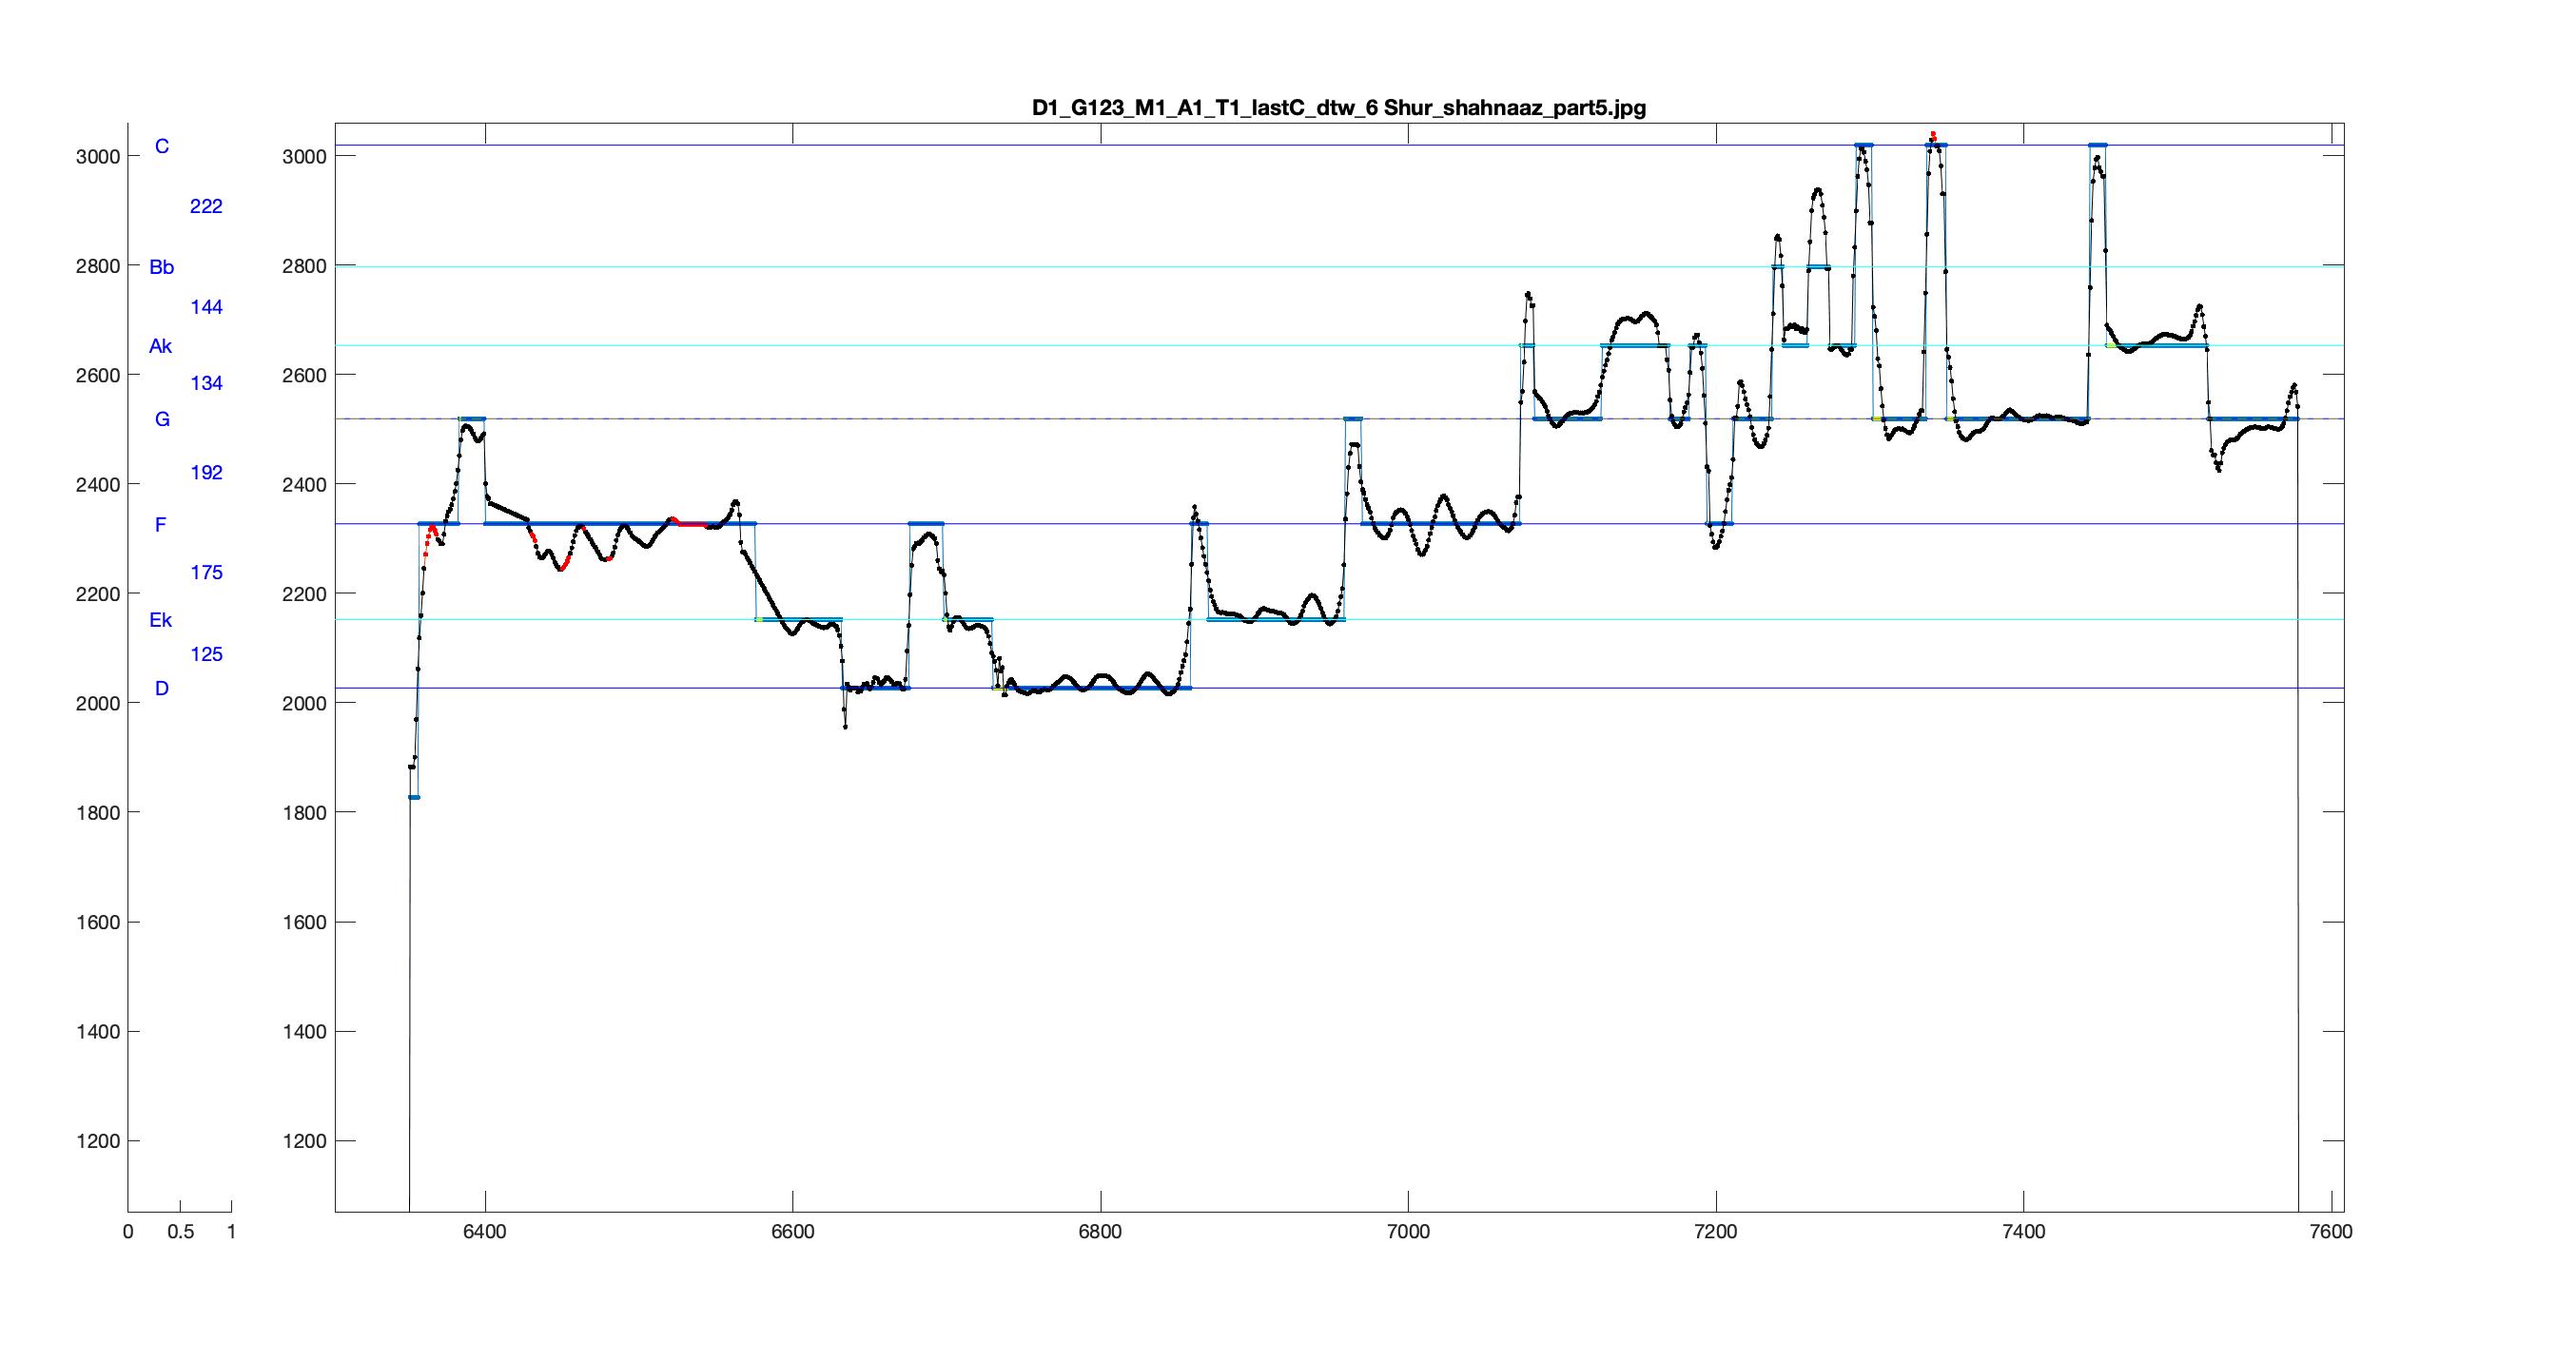 D1_G123_M1_A1_T1_lastC_dtw_6 Shur_shahnaaz_part5.jpg
3000 C 3000
222
2800 Bb 2800
144
Ak
2600 134 2600
G
192
2400 2400
F
175
2200 2200
Ek
125
D
2000 2000
1800 1800
1600 1600
1400 1400
1200 1200
0 0.5 1 6400 6600 6800 7000 7200 7400 7600